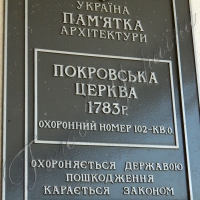 УКРАЇНА
ПАМ'ЯТКА
АРХІТЕКТУРИ
ПОКРОВСЬКА
ЦЕРКВА
1783р.
ОХОРОННИЙ НОМЕР 102-КВ.О.
ОХОРОНЯЄТЬСЯ ДЕРЖАВОЮ
ПОШКОДЖЕННЯ
КАРАЄТЬСЯ ЗАКОНОМ